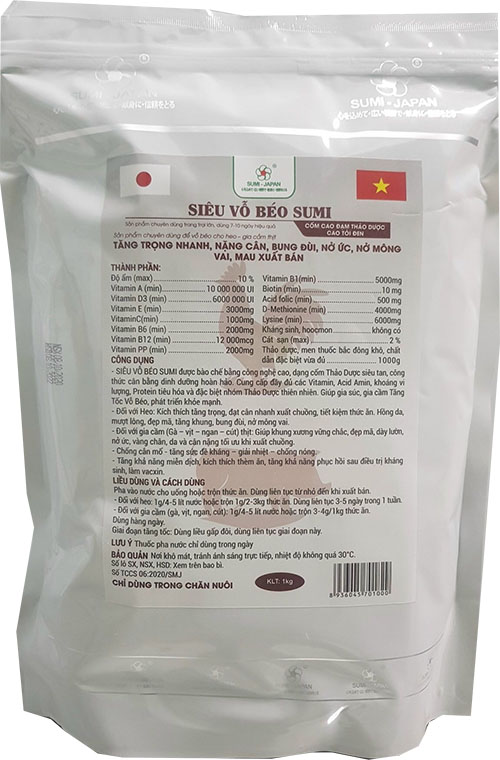 SUMI - JAPAN
SUMI - JAPAN
SIÊU VỖ BÉO SUMI
Sản phẩm chuyên dùng trong trại lớn, dùng 7-10 ngày hiệu quả
CỐM CAO ĐẠM THẢO DƯỢC
CAO TỎI ĐEN
Sản phẩm chuyên dùng để vỗ béo cho heo - gia cầm thịt
TĂNG TRỌNG NHANH, NẶNG CÂN, BUNG ĐÙI, NỞ ỨC, NỞ MÔNG
VAI, MAU XUẤT BÁN
THÀNH PHẦN:
Độ ẩm (max) 10 %
Vitamin A (min) 10 000 000 UI
Vitamin D3 (min) 6000 000 UI
Vitamin E (min) 3000mg
VitaminC(min) 1000mg
Vitamin B6 (min) 2000mg
Vitamin B12 (min) 12 000mcg
Vitamin PP (min) 3000mg
Vitamin B1(min) 5000mg
Biotin (min) 10 mg
Acid folic (min) 500 mg
D-Methionine (min) 4000mg
Lysine (min) 6000mg
Kháng sinh, hoocmon không có
Cát sạn (max) 2 %
Thảo dược, men thuốc bắc đông khô, chất
dẫn đặc biệt vừa đủ 1000g
CÔNG DỤNG
- SIÊU VỖ BÉO SUMI được bào chế bằng công nghệ cao, dạng cốm Thảo Dược siêu tan, công
thức cân bằng dinh dưỡng hoàn hảo. Cung cấp đầy đủ các Vitamin, Acid Amin, khoáng vi
lượng, Protein tiêu hóa và đặc biệt nhóm Thảo Dược thiên nhiên. Giúp gia súc, gia cầm Tăng
Tốc Vỗ Béo, phát triển khỏe mạnh.
- Đối với Heo: Kích thích tăng trọng, đạt cân nhanh xuất chuồng, tiết kiệm thức ăn. Hồng da,
mượt lông, đẹp mã, tăng khung, bung đùi, nở mông vai.
- Đối với gia cầm (Gà – vịt – ngan – cút) thịt: Giúp khung xương vững chắc, đẹp mã, dày lườn,
nở ức, vàng chân, da và cân nặng tối ưu khi xuất chuồng.
- Chống cắn mổ - tăng sức đề kháng – giải nhiệt – chống nóng.
- Tăng khả năng miễn dịch, kích thích thèm ăn, tăng khả năng phục hồi sau điều trị kháng
sinh, làm vacxin.
LIỀU DÙNG VÀ CÁCH DÙNG
Pha vào nước cho uống hoặc trộn thức ăn. Dùng liên tục từ nhỏ đến khi xuất bán.
- Đối với heo: 1g/4-5 lít nước hoặc trộn 1g/2-3kg thức ăn. Dùng liên tục 3-5 ngày trong 1 tuần.
- Đối với gia cầm (gà, vịt, ngan, cút): 1g/4-5 lít nước hoặc trộn 3-4g/1kg thức ăn.
Dùng hàng ngày.
Giai đoạn tăng tốc: Dùng liều gấp đôi, dùng liên tục giai đoạn này.
LƯU Ý Thuốc pha nước chỉ dùng trong ngày
BẢO QUẢN Nơi khô mát, tránh ánh sáng trực tiếp, nhiệt độ không quá 30°C.
Số lô SX, NSX, HSD: Xem trên bao bì.
Số TCCS 06:2020/SMJ
CHỈ DÙNG TRONG CHĂN NUÔI
KLT: 1kg
8 936045 701000